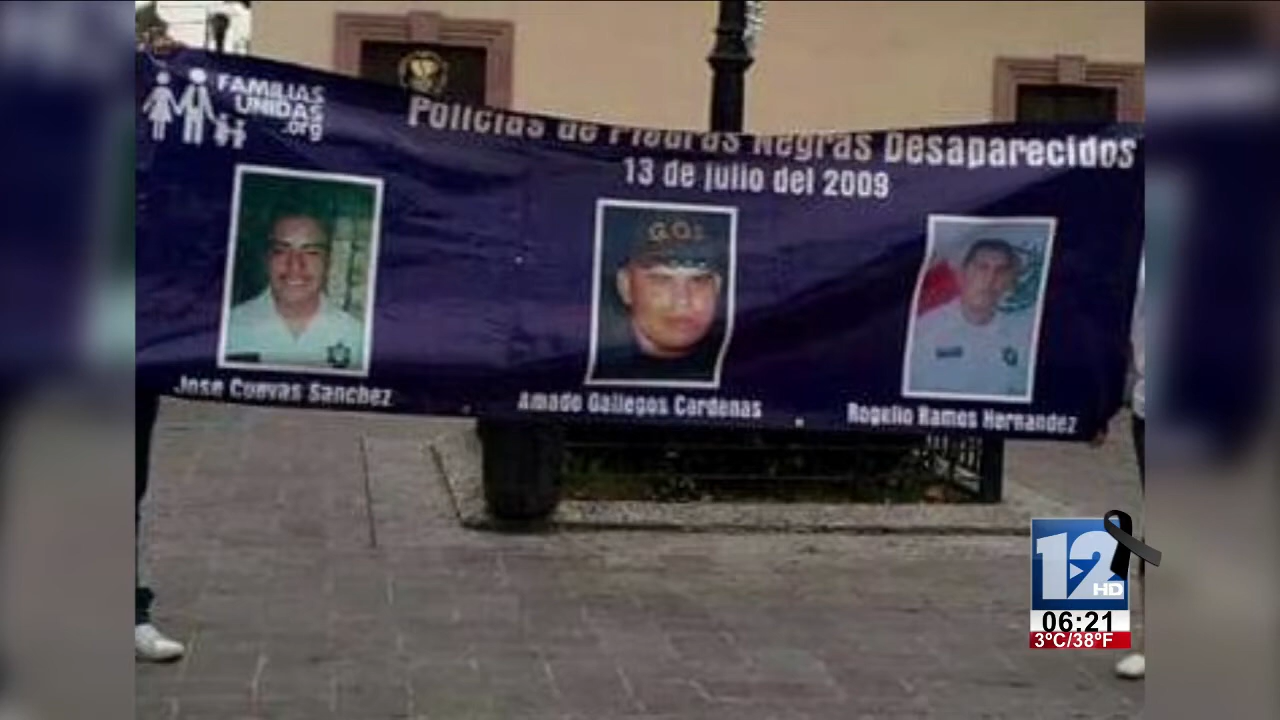 FAMILIAS
UNIDAS
.org
Policias de Piedras Negras Desaparecidos
13 de julio del 2009
Jose Cuevas Sanchez
G.O.E
Amado Gallegos Cardenas
Rogelio Ramos Hernandez
12
HD
06:21
3°C/38°F